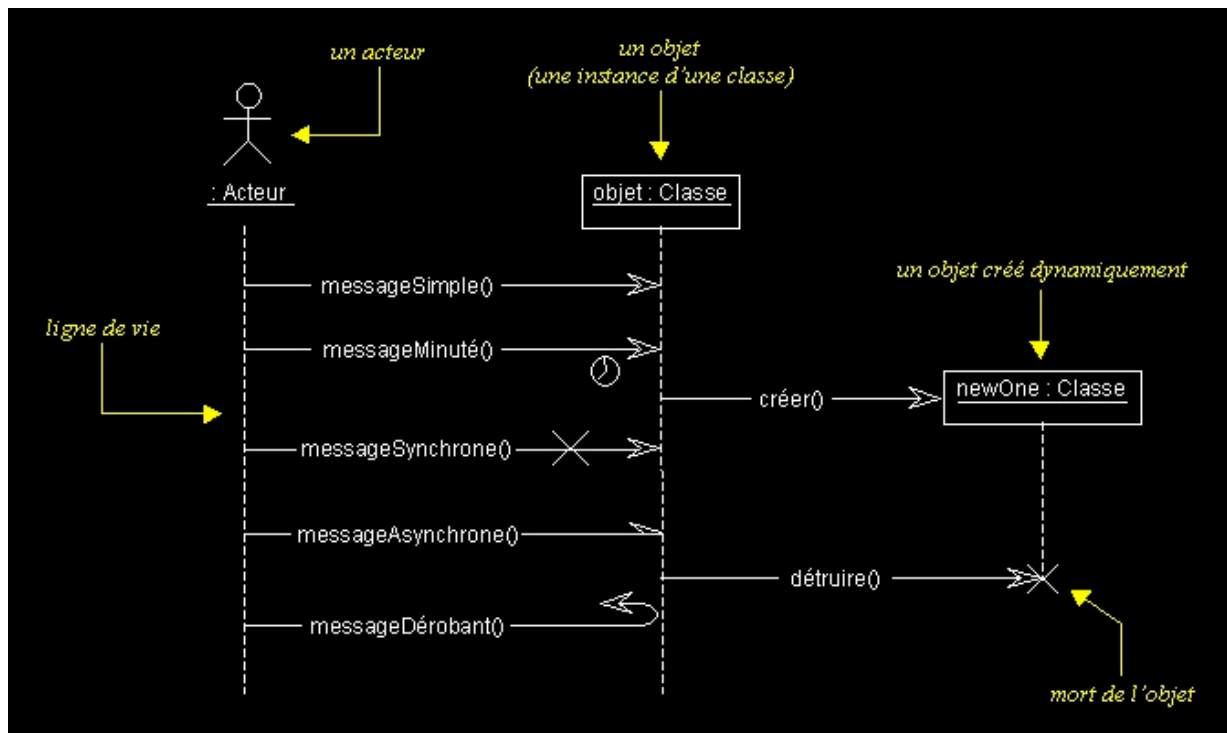 un acteur
un objet
(une instance d'une classe)
: Acteur
objet : Classe
un objet créé dynamiquement
messageSimple()
ligne de vie
messageMinuté()
créer()
newOne : Classe
messageSynchrone()
messageAsynchrone()
détruire()
messageDérobant()
mort de l'objet